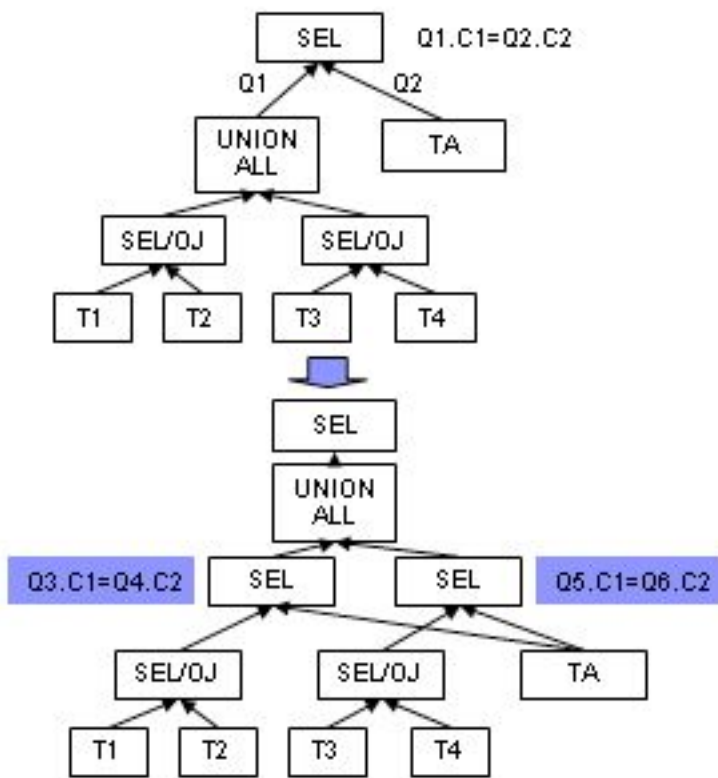 SEL Q1.C1=Q2.C2
Q1 Q2
UNION
ALL
TA
SEL/OJ SEL/OJ
T1 T2 T3 T4
SEL
UNION
ALL
Q3.C1=Q4.C2 SEL SEL Q5.C1=Q6.C2
SEL/OJ SEL/OJ TA
T1 T2 T3 T4